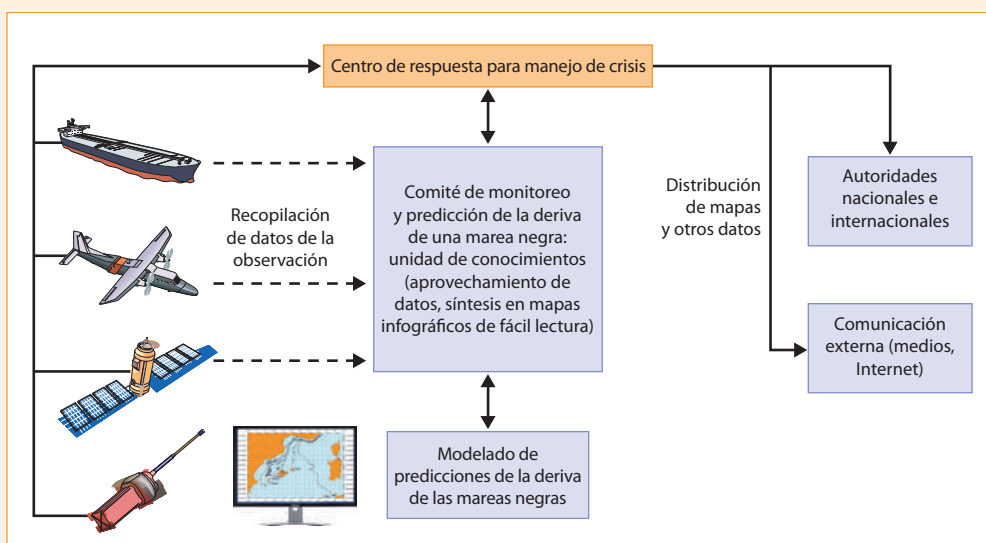 Centro de respuesta para manejo de crisis
Recopilación
de datos de la
observación
Comité de monitoreo
y predicción de la deriva
de una marea negra:
unidad de conocimientos
(aprovechamiento de
datos, síntesis en mapas
infográficos de fácil lectura)
Distribución
de mapas
y otros datos
Autoridades
nacionales e
internacionales
Comunicación
externa (medios,
Internet)
Modelado de
predicciones de la deriva
de las mareas negras